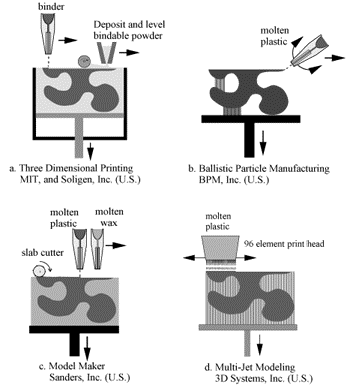 binder
Deposit and level
bindable powder
molten
plastic
a. Three Dimensional Printing
MIT, and Soligen, Inc. (U.S.)
b. Ballistic Particle Manufacturing
BPM, Inc. (U.S.)
molten
plastic
molten
wax
slab cutter
molten
plastic
96 element print head
c. Model Maker
Sanders, Inc. (U.S.)
d. Multi-Jet Modeling
3D Systems, Inc. (U.S.)